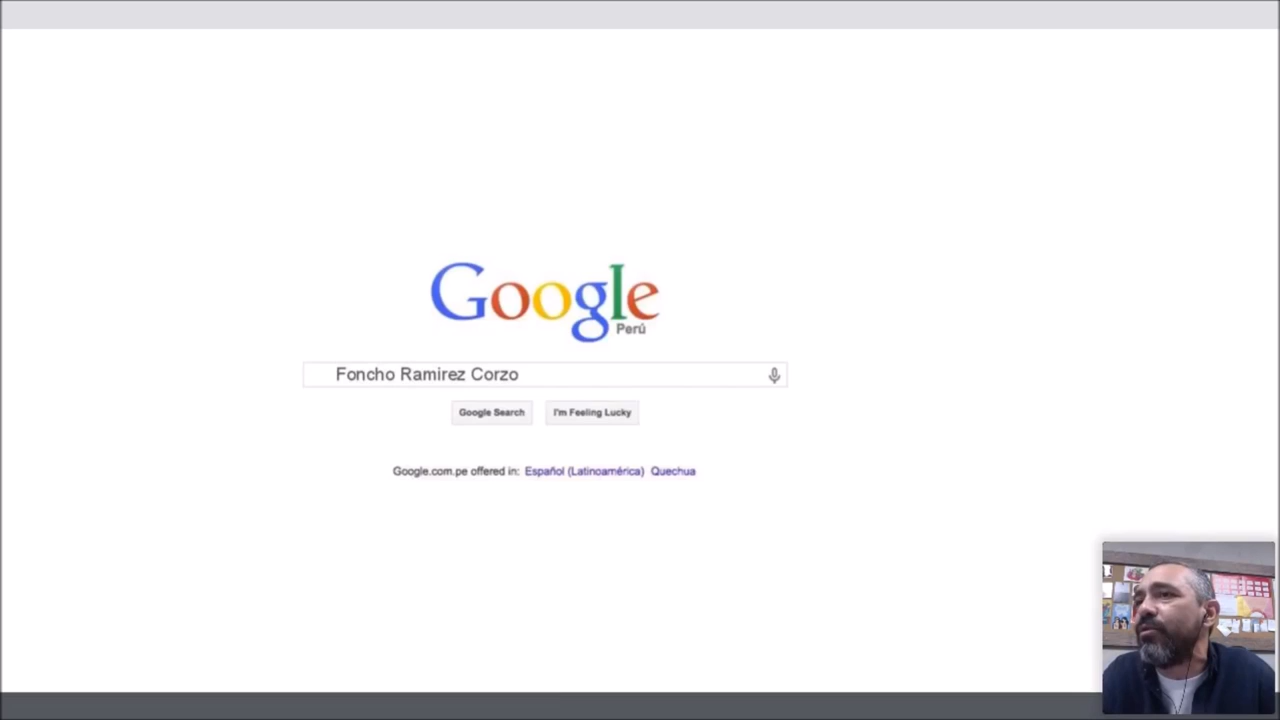 Google
Perú
Foncho Ramirez Corzo
Google Search I'm Feeling Lucky
Google.com.pe offered in: Español (Latinoamérica) Quechua